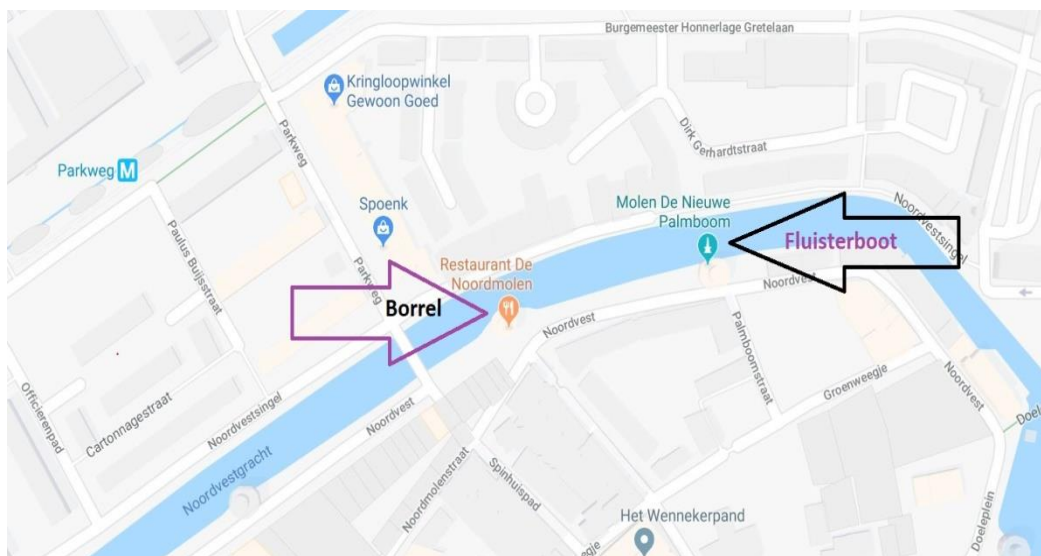 Burgemeester Honnerlage Gretelaan
Kringloopwinkel
Gewoon Goed
Parkweg
Dirk Gerhardtstraat
Parkweg M
Spoenk
Molen De Nieuwe
Palmboom
Noordvestsingel
Fluisterboot
Paulus Buijsstraat
Restaurant De
Noordmolen
Parkweg
Borrel
Noordvest
Noordvest
Palmboomstraat
Groenweegje
Noordvest
Officierenpad
Cartonnagestraat
Noordvestsingel
Noordvest
Noordvestgracht
Noordmolenstraat
Spinhuispad
Het Wennekerpand
Doeleplein